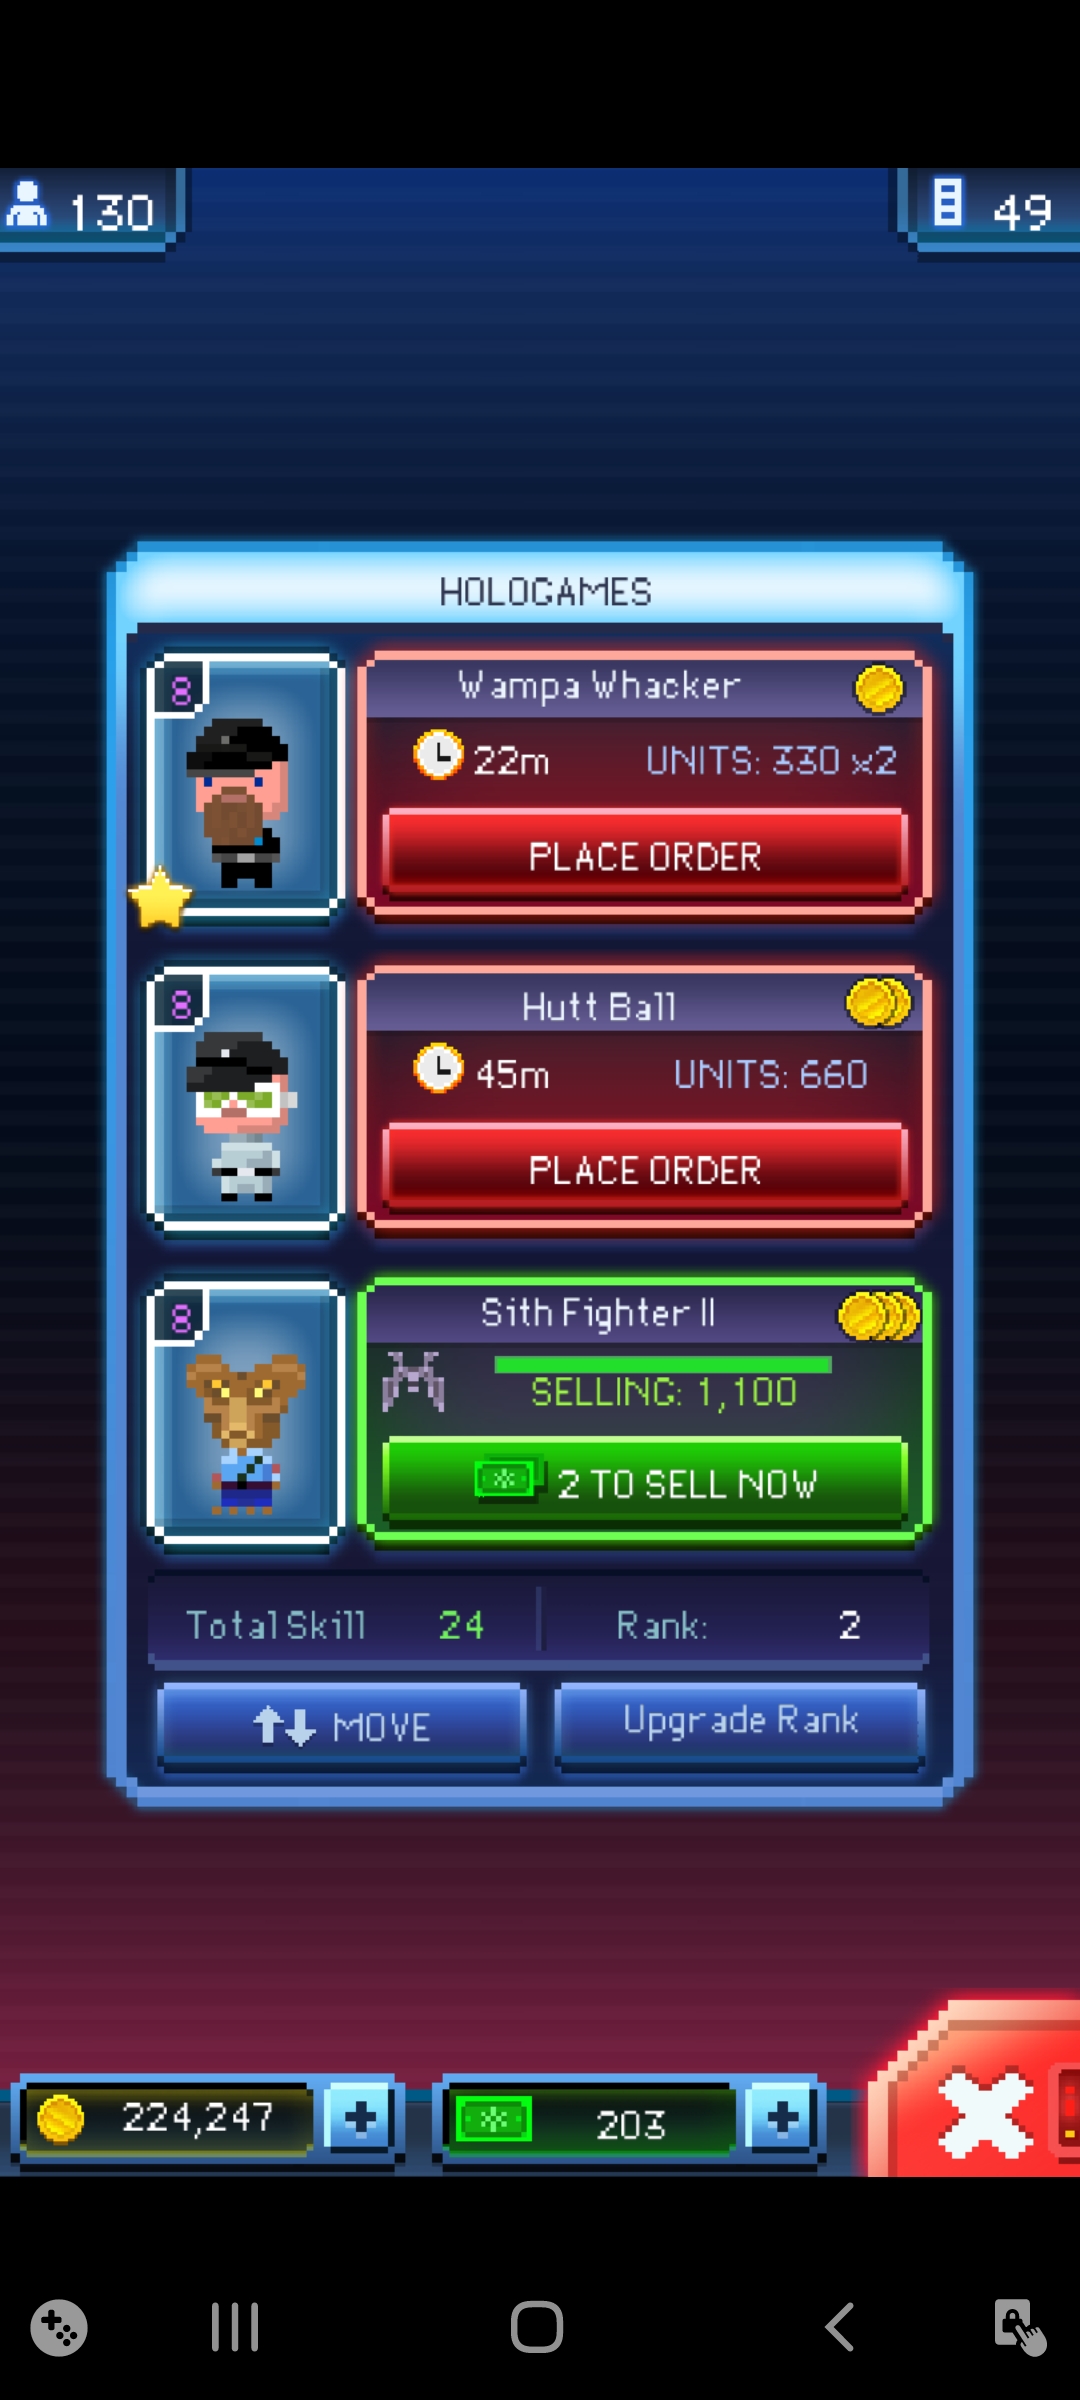 130
49
HOLOGAMES
8
Wampa Whacker
22m UNITS: 330 x2
PLACE ORDER
8
Hutt Ball
45m UNITS: 660
PLACE ORDER
8
Sith Fighter II
SELLING: 1,100
2 TO SELL NOW
Total Skill 24 Rank: 2
MOVE Upgrade Rank
224,247 203